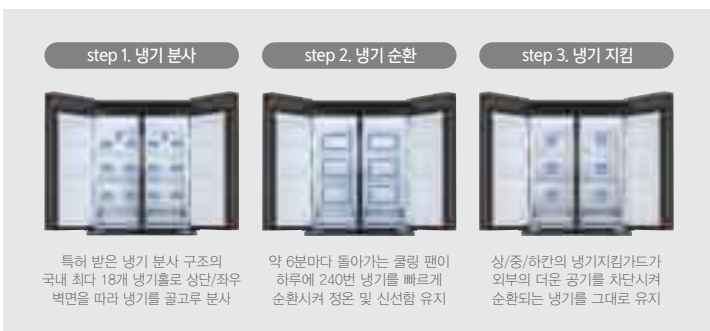 step 1. 냉기 분사
특허 받은 냉기 분사 구조의
국내 최다 18개 냉기홀로 상단/좌우
벽면을 따라 냉기를 골고루 분사
step 2. 냉기 순환
약 6분마다 돌아가는 쿨링 팬이
하루에 240번 냉기를 빠르게
순환시켜 정온 및 신선함 유지
step 3. 냉기 지킴
상/중/하칸의 냉기지킴가드가
외부의 더운 공기를 차단시켜
순환되는 냉기를 그대로 유지